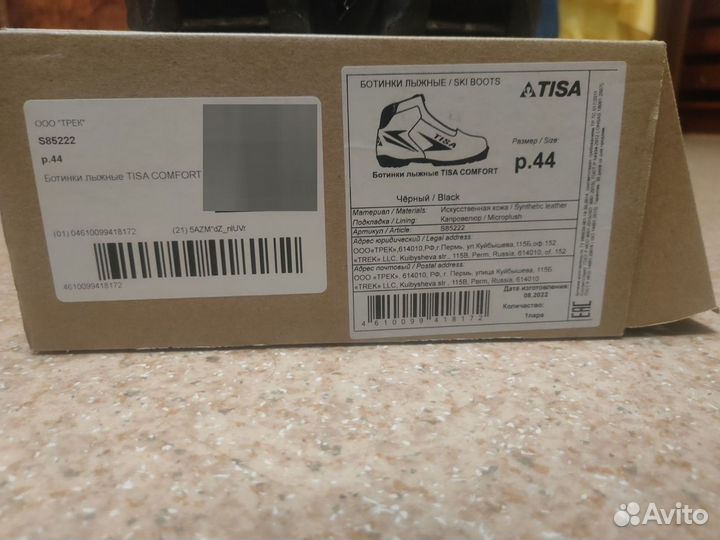 ООО "ТРЕК"
S85222
р.44
Ботинки лыжные TISA COMFORT
(01) 04610099418172 (21) 5AZM"dZ_nIUVr
4610099418172
БОТИНКИ ЛЫЖНЫЕ / SKI BOOTS
TISA
TISA
Размер / Size:
р.44
Ботинки лыжные TISA COMFORT
Чёрный / Black
Материал / Materials: Искусственная кожа / Synthetic leather
Подкладка / Lining: Капровелюр / Microplush
Артикул / Article: S85222
Адрес юридический / Legal address:
ООО«ТРЕК»,614010,РФ,г.Пермь, ул.Куйбышева, 115Б,оф.152
«TREK» LLC, Kuibysheva str., 115B, Perm, Russia, 614010, of. 152
Адрес почтовый / Postal address:
ООО «ТРЕК», 614010, РФ, г. Пермь, улица Куйбышева, 115Б
«TREK» LLC, Kuibysheva str., 115B, Perm, Russia, 614010
Дата изготовления:
08.2022
Количество:
1пара
4 610099 418172
EAC
Avito